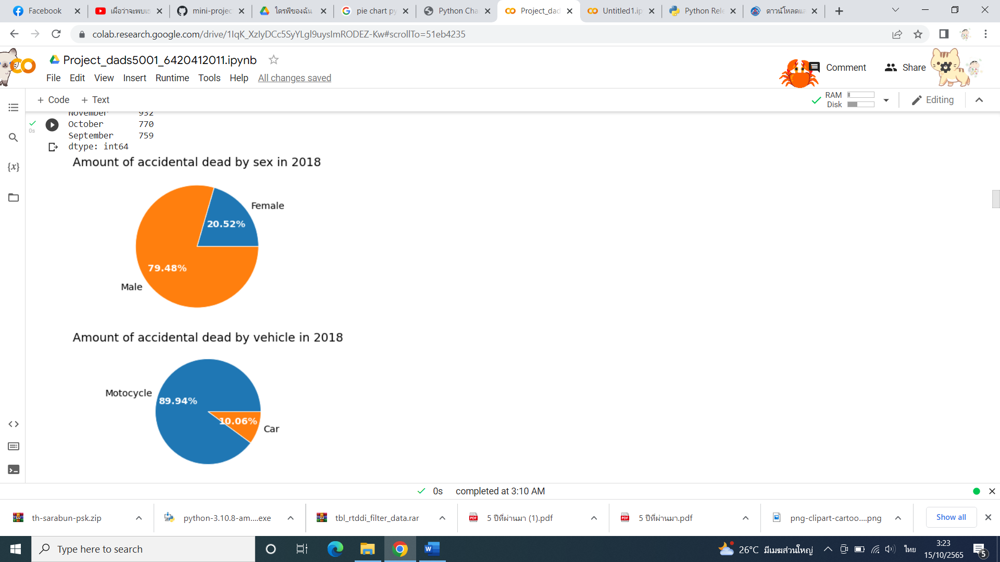 Facebook
เผื่อว่าจะพบเธ
mini-projec
ไดรฟ์ของฉัน
pie chart py
Python Cha
Project_dad
Untitled1.ip
Python Rele
ดาวน์โหลดแล
colab.research.google.com/drive/1IqK_XzIyDCc5SyYLgl9uysImRODEZ-Kw#scrollTo=51eb4235
Project_dads5001_6420412011.ipynb
Comment
Share
File Edit View Insert Runtime Tools Help All changes saved
+ Code + Text
RAM
Disk
Editing
November 932
October 770
September 759
dtype: int64
0s
{x}
Amount of accidental dead by sex in 2018
Female
20.52%
79.48%
Male
Amount of accidental dead by vehicle in 2018
Motocycle
89.94%
10.06%
Car
0s completed at 3:10 AM
th-sarabun-psk.zip
python-3.10.8-am....exe
tbl_rtddi_filter_data.rar
PDF
5 ปีที่ผ่านมา (1).pdf
PDF
5 ปีที่ผ่านมา.pdf
png-clipart-cartoo....png
Show all
Type here to search
W
26°C มีเมฆส่วนใหญ่
ไทย
3:23
15/10/2565
5